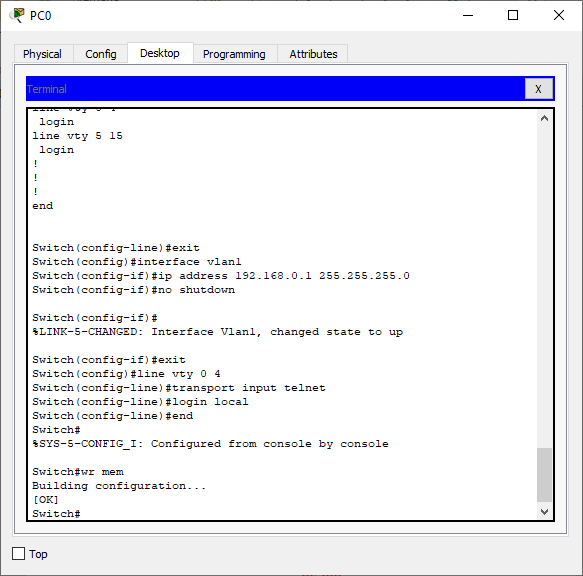 PC0
Physical Config Desktop Programming Attributes
Terminal X
line vty 0 4
 login
line vty 5 15
 login
!
!
!
end
Switch(config-line)#exit
Switch(config)#interface vlan1
Switch(config-if)#ip address 192.168.0.1 255.255.255.0
Switch(config-if)#no shutdown
Switch(config-if)#
%LINK-5-CHANGED: Interface Vlan1, changed state to up
Switch(config-if)#exit
Switch(config)#line vty 0 4
Switch(config-line)#transport input telnet
Switch(config-line)#login local
Switch(config-line)#end
Switch#
%SYS-5-CONFIG_I: Configured from console by console
Switch#wr mem
Building configuration...
[OK]
Switch#
Top